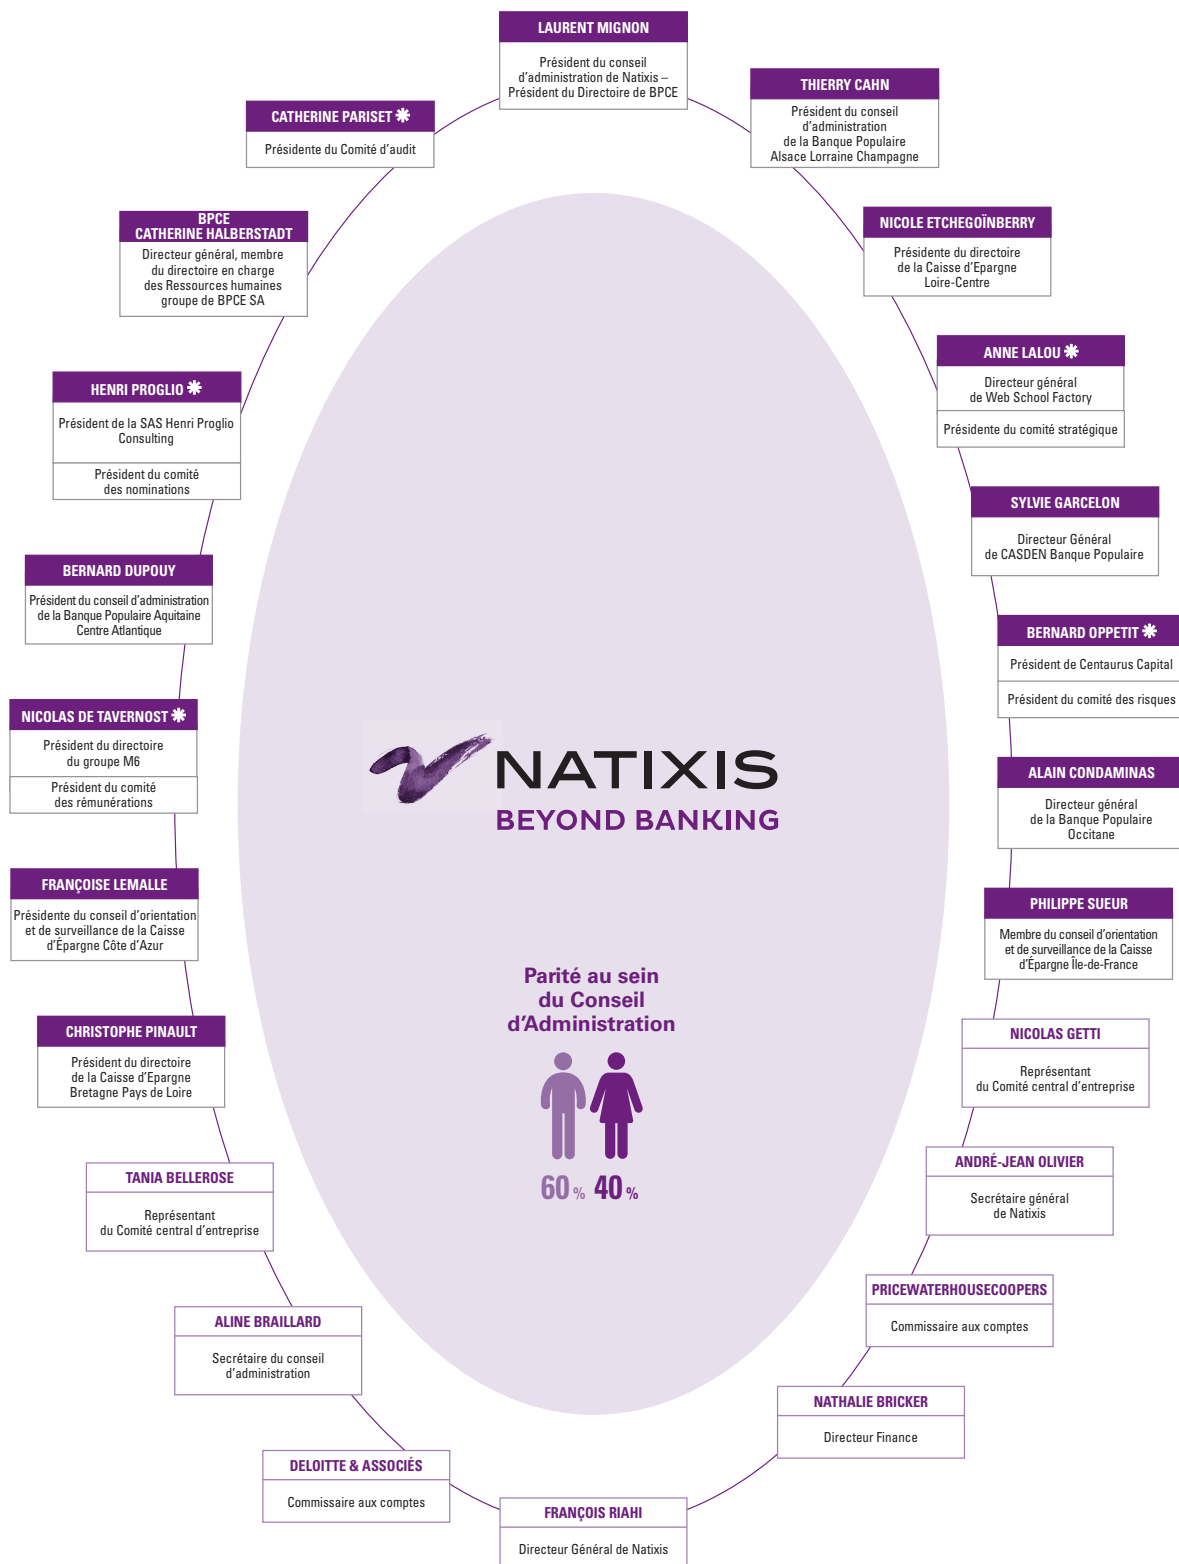 LAURENT MIGNON
Président du conseil
d'administration de Natixis –
Président du Directoire de BPCE
THIERRY CAHN
Président du conseil
d'administration
de la Banque Populaire
Alsace Lorraine Champagne
NICOLE ETCHEGOÏNBERRY
Présidente du directoire
de la Caisse d'Epargne
Loire-Centre
ANNE LALOU ✱
Directeur général
de Web School Factory
Présidente du comité stratégique
SYLVIE GARCELON
Directeur Général
de CASDEN Banque Populaire
BERNARD OPPETIT ✱
Président de Centaurus Capital
Président du comité des risques
ALAIN CONDAMINAS
Directeur général
de la Banque Populaire
Occitane
PHILIPPE SUEUR
Membre du conseil d'orientation
et de surveillance de la Caisse
d'Épargne Île-de-France
NICOLAS GETTI
Représentant
du Comité central d'entreprise
ANDRÉ-JEAN OLIVIER
Secrétaire général
de Natixis
PRICEWATERHOUSECOOPERS
Commissaire aux comptes
NATHALIE BRICKER
Directeur Finance
FRANÇOIS RIAHI
Directeur Général de Natixis
DELOITTE & ASSOCIÉS
Commissaire aux comptes
ALINE BRAILLARD
Secrétaire du conseil
d'administration
TANIA BELLEROSE
Représentant
du Comité central d'entreprise
CHRISTOPHE PINAULT
Président du directoire
de la Caisse d'Epargne
Bretagne Pays de Loire
FRANÇOISE LEMALLE
Présidente du conseil d'orientation
et de surveillance de la Caisse
d'Épargne Côte d'Azur
NICOLAS DE TAVERNOST ✱
Président du directoire
du groupe M6
Président du comité
des rémunérations
BERNARD DUPOUY
Président du conseil d'administration
de la Banque Populaire Aquitaine
Centre Atlantique
HENRI PROGLIO ✱
Président de la SAS Henri Proglio
Consulting
Président du comité
des nominations
BPCE
CATHERINE HALBERSTADT
Directeur général, membre
du directoire en charge
des Ressources humaines
groupe de BPCE SA
CATHERINE PARISET ✱
Présidente du Comité d'audit
NATIXIS
BEYOND BANKING
Parité au sein
du Conseil
d'Administration
60 % 40 %